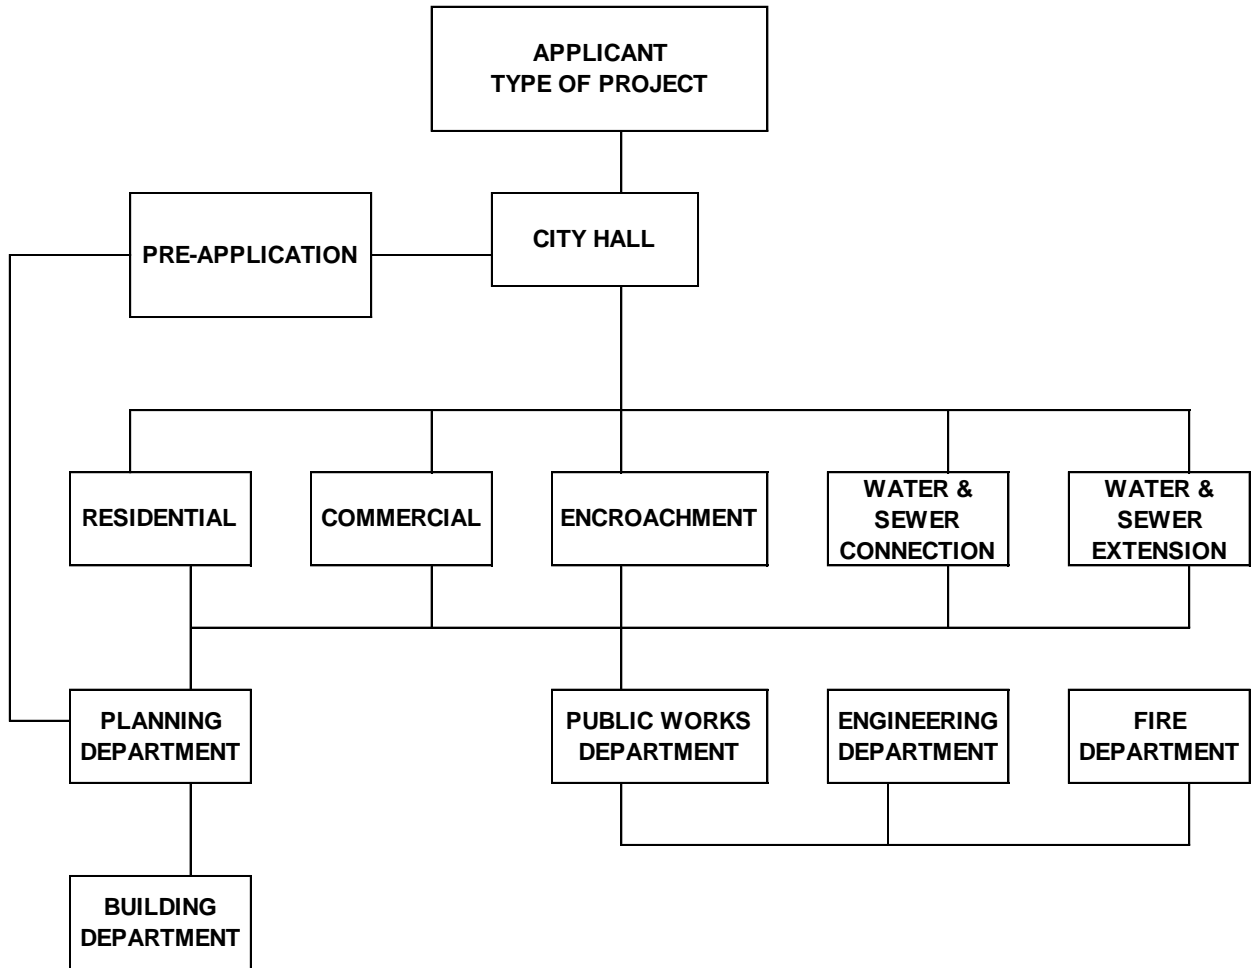 APPLICANT
TYPE OF PROJECT
PRE-APPLICATION
CITY HALL
RESIDENTIAL
COMMERCIAL
ENCROACHMENT
WATER &
SEWER
CONNECTION
WATER &
SEWER
EXTENSION
PLANNING
DEPARTMENT
PUBLIC WORKS
DEPARTMENT
ENGINEERING
DEPARTMENT
FIRE
DEPARTMENT
BUILDING
DEPARTMENT